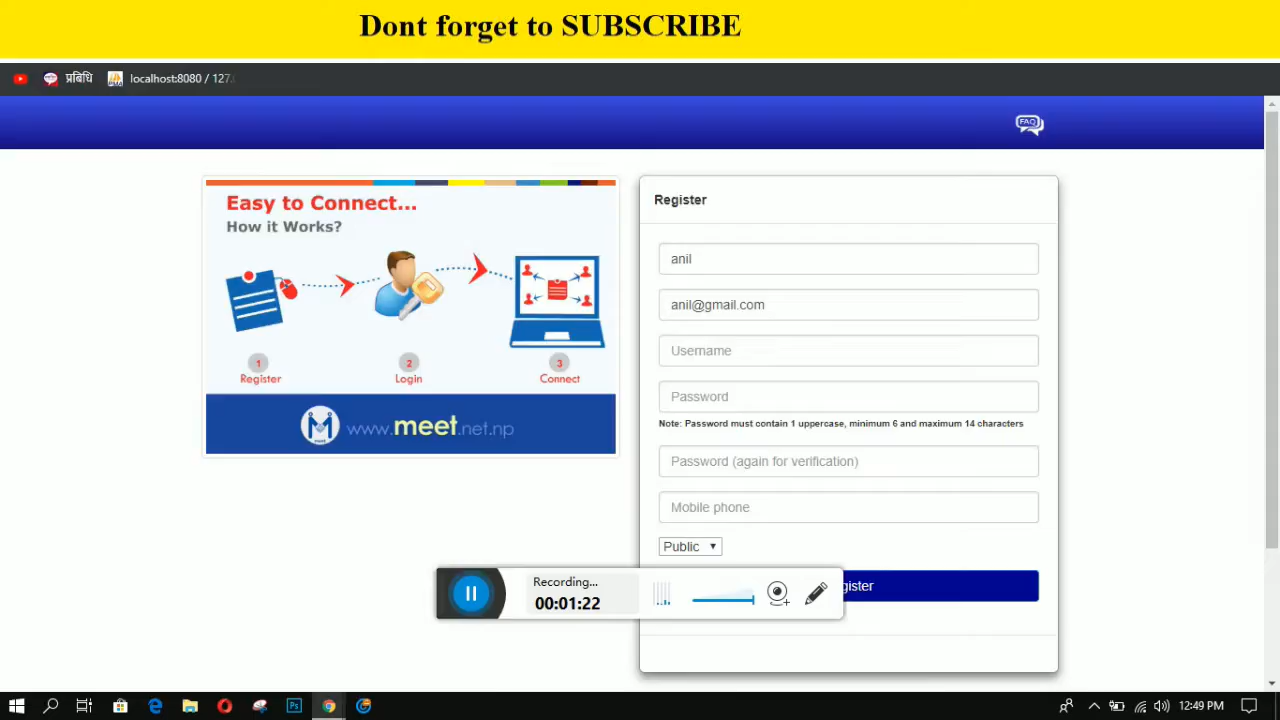 Dont forget to SUBSCRIBE
प्रबिधि localhost:8080 / 127.
FAQ
Easy to Connect...
How it Works?
1 2 3
Register Login Connect
www.meet.net.np
Register
anil
anil@gmail.com
Username
Password
Note: Password must contain 1 uppercase, minimum 6 and maximum 14 characters
Password (again for verification)
Mobile phone
Public
gister
Recording...
00:01:22
Ps
12:49 PM